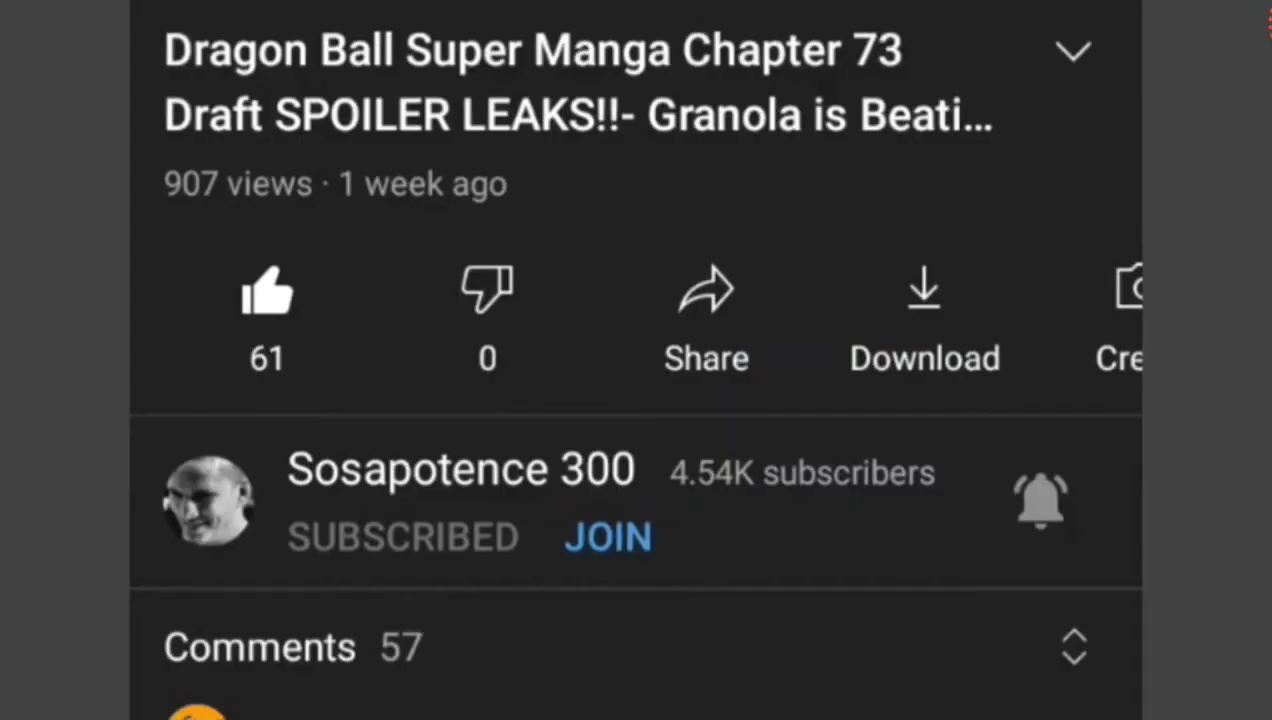 Dragon Ball Super Manga Chapter 73
Draft SPOILER LEAKS!!- Granola is Beati...
907 views · 1 week ago
61
0
Share
Download
Cre
Sosapotence 300 4.54K subscribers
SUBSCRIBED JOIN
Comments 57